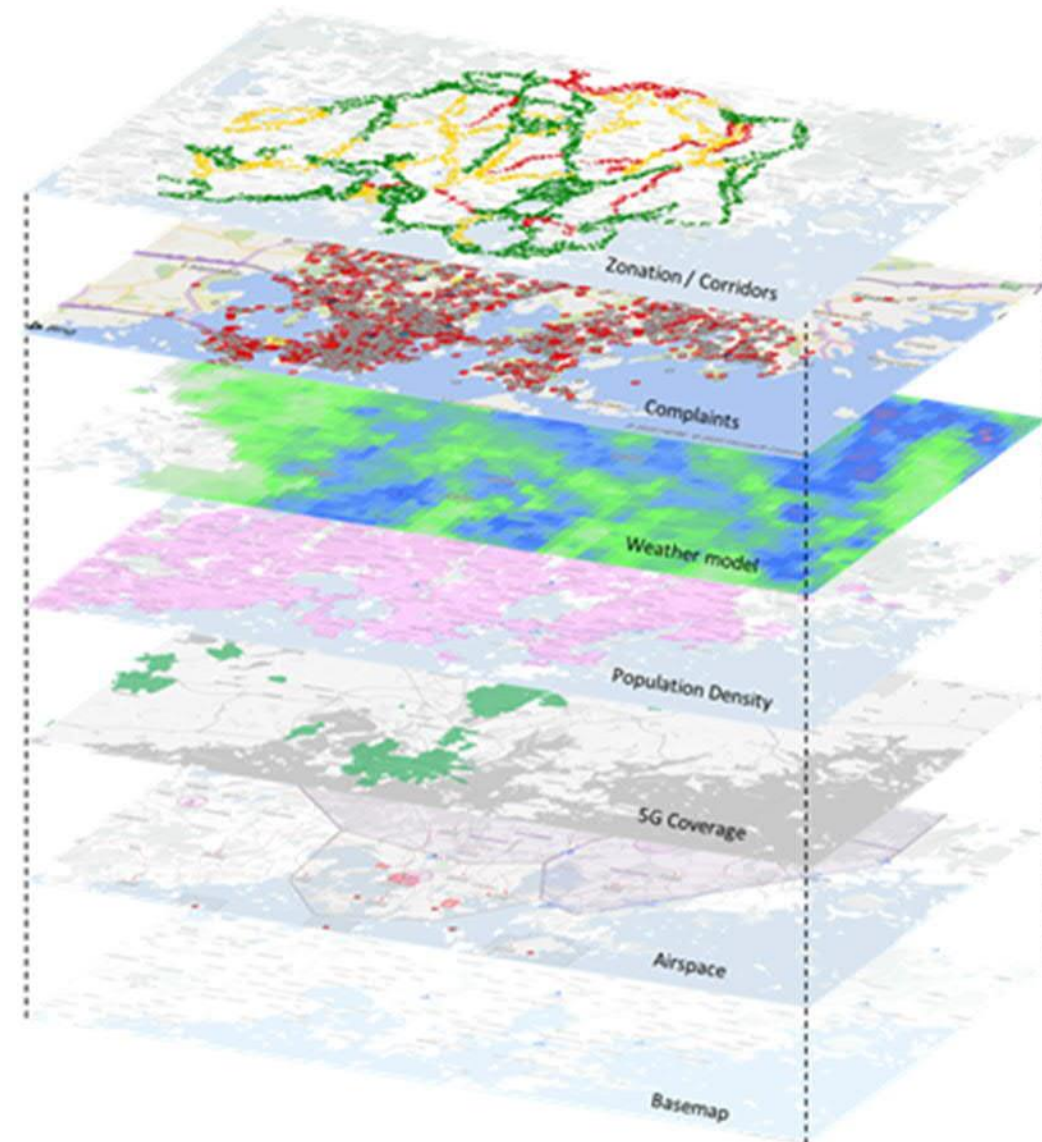 Zonation / Corridors
Complaints
Weather model
Population Density
5G Coverage
Airspace
Basemap